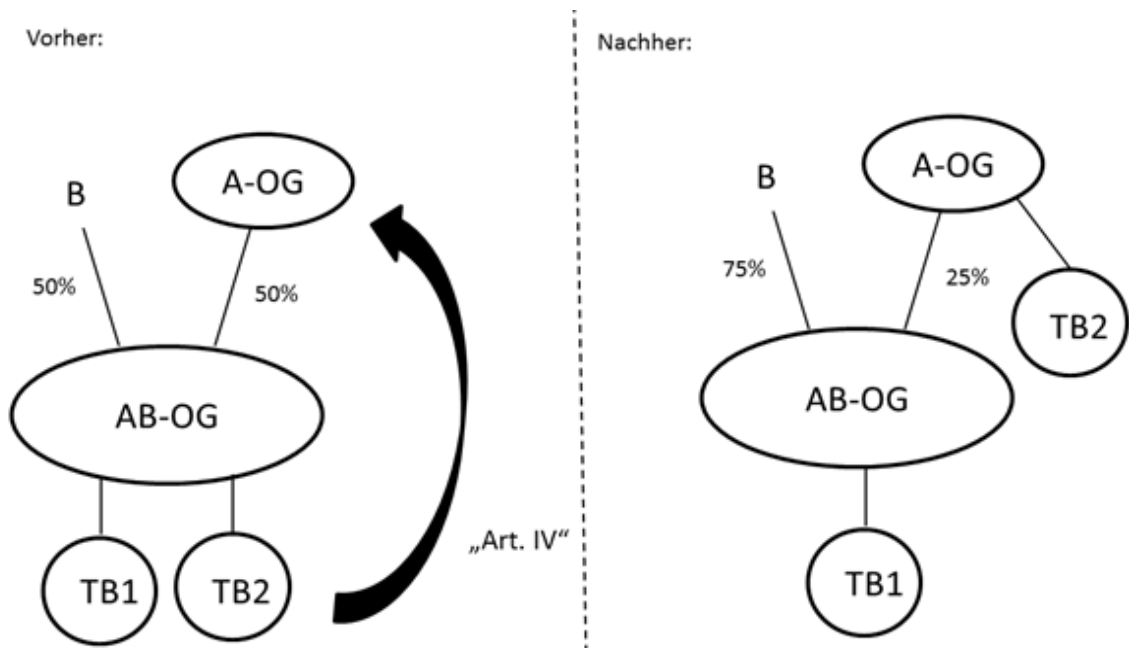 Vorher:
B
A-OG
50%
50%
AB-OG
TB1
TB2
„Art. IV“
Nachher:
B
A-OG
75%
25%
TB2
AB-OG
TB1